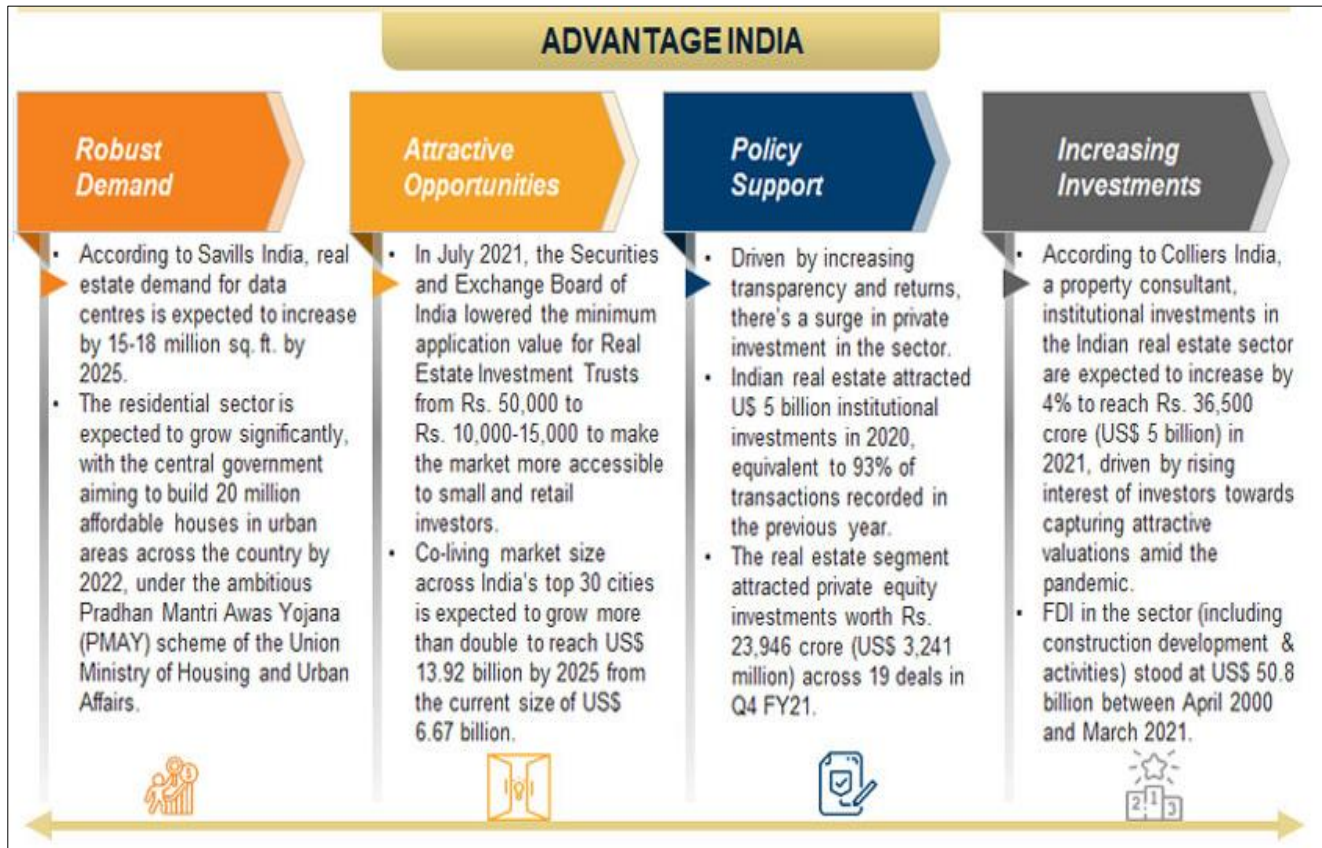 ADVANTAGE INDIA
Robust
Demand
• According to Savills India, real
estate demand for data
centres is expected to increase
by 15-18 million sq. ft. by
2025.
• The residential sector is
expected to grow significantly,
with the central government
aiming to build 20 million
affordable houses in urban
areas across the country by
2022, under the ambitious
Pradhan Mantri Awas Yojana
(PMAY) scheme of the Union
Ministry of Housing and Urban
Affairs.
Attractive
Opportunities
• In July 2021, the Securities
and Exchange Board of
India lowered the minimum
application value for Real
Estate Investment Trusts
from Rs. 50,000 to
Rs. 10,000-15,000 to make
the market more accessible
to small and retail
investors.
• Co-living market size
across India's top 30 cities
is expected to grow more
than double to reach US$
13.92 billion by 2025 from
the current size of US$
6.67 billion.
Policy
Support
• Driven by increasing
transparency and returns,
there's a surge in private
investment in the sector.
• Indian real estate attracted
U$ 5 billion institutional
investments in 2020,
equivalent to 93% of
transactions recorded in
the previous year.
• The real estate segment
attracted private equity
investments worth Rs.
23,946 crore (US$ 3,241
million) across 19 deals in
Q4 FY21.
Increasing
Investments
• According to Colliers India,
a property consultant,
institutional investments in
the Indian real estate sector
are expected to increase by
4% to reach Rs. 36,500
crore (US$ 5 billion) in
2021, driven by rising
interest of investors towards
capturing attractive
valuations amid the
pandemic.
• FDI in the sector (including
construction development &
activities) stood at US$ 50.8
billion between April 2000
and March 2021.
2 1 3